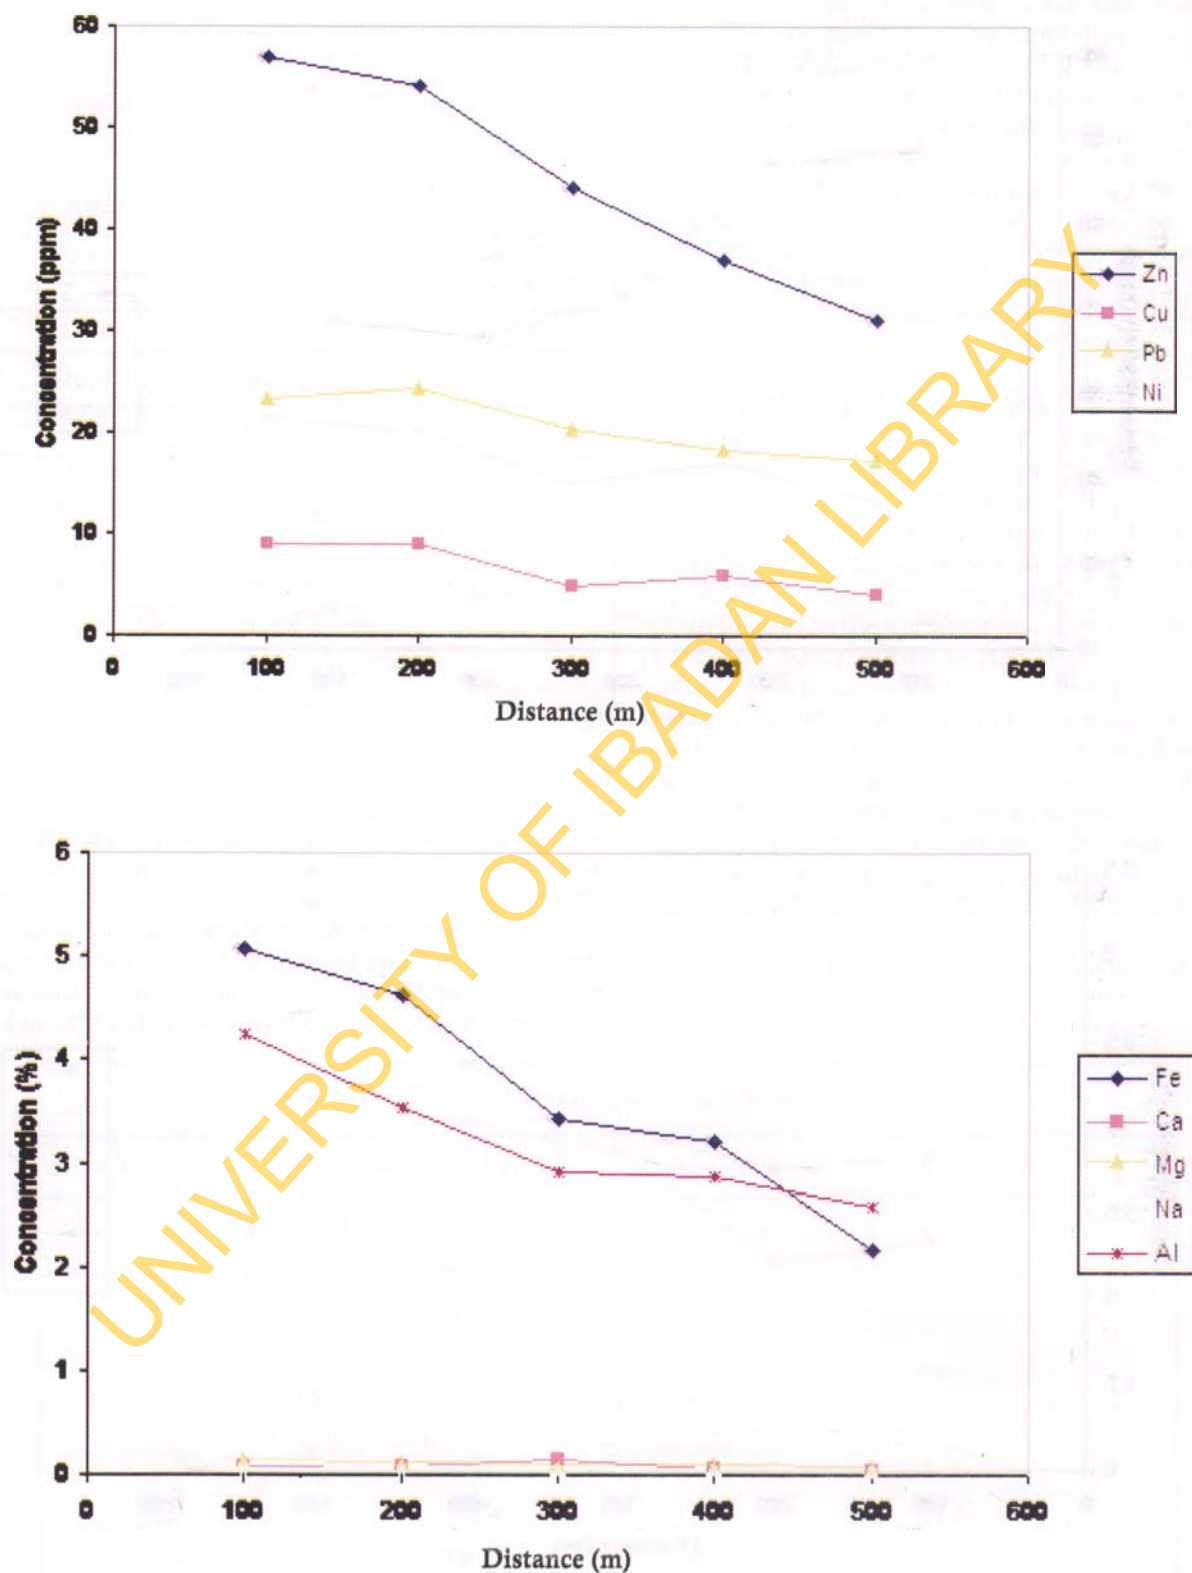 60
50
40
30
20
10
0
Concentration (ppm)
0 100 200 300 400 500 600
Distance (m)
Zn
Cu
Pb
Ni
6
5
4
3
2
1
0
Concentration (%)
0 100 200 300 400 500 600
Distance (m)
Fe
Ca
Mg
Na
Al
UNIVERSITY OF IBADAN LIBRARY